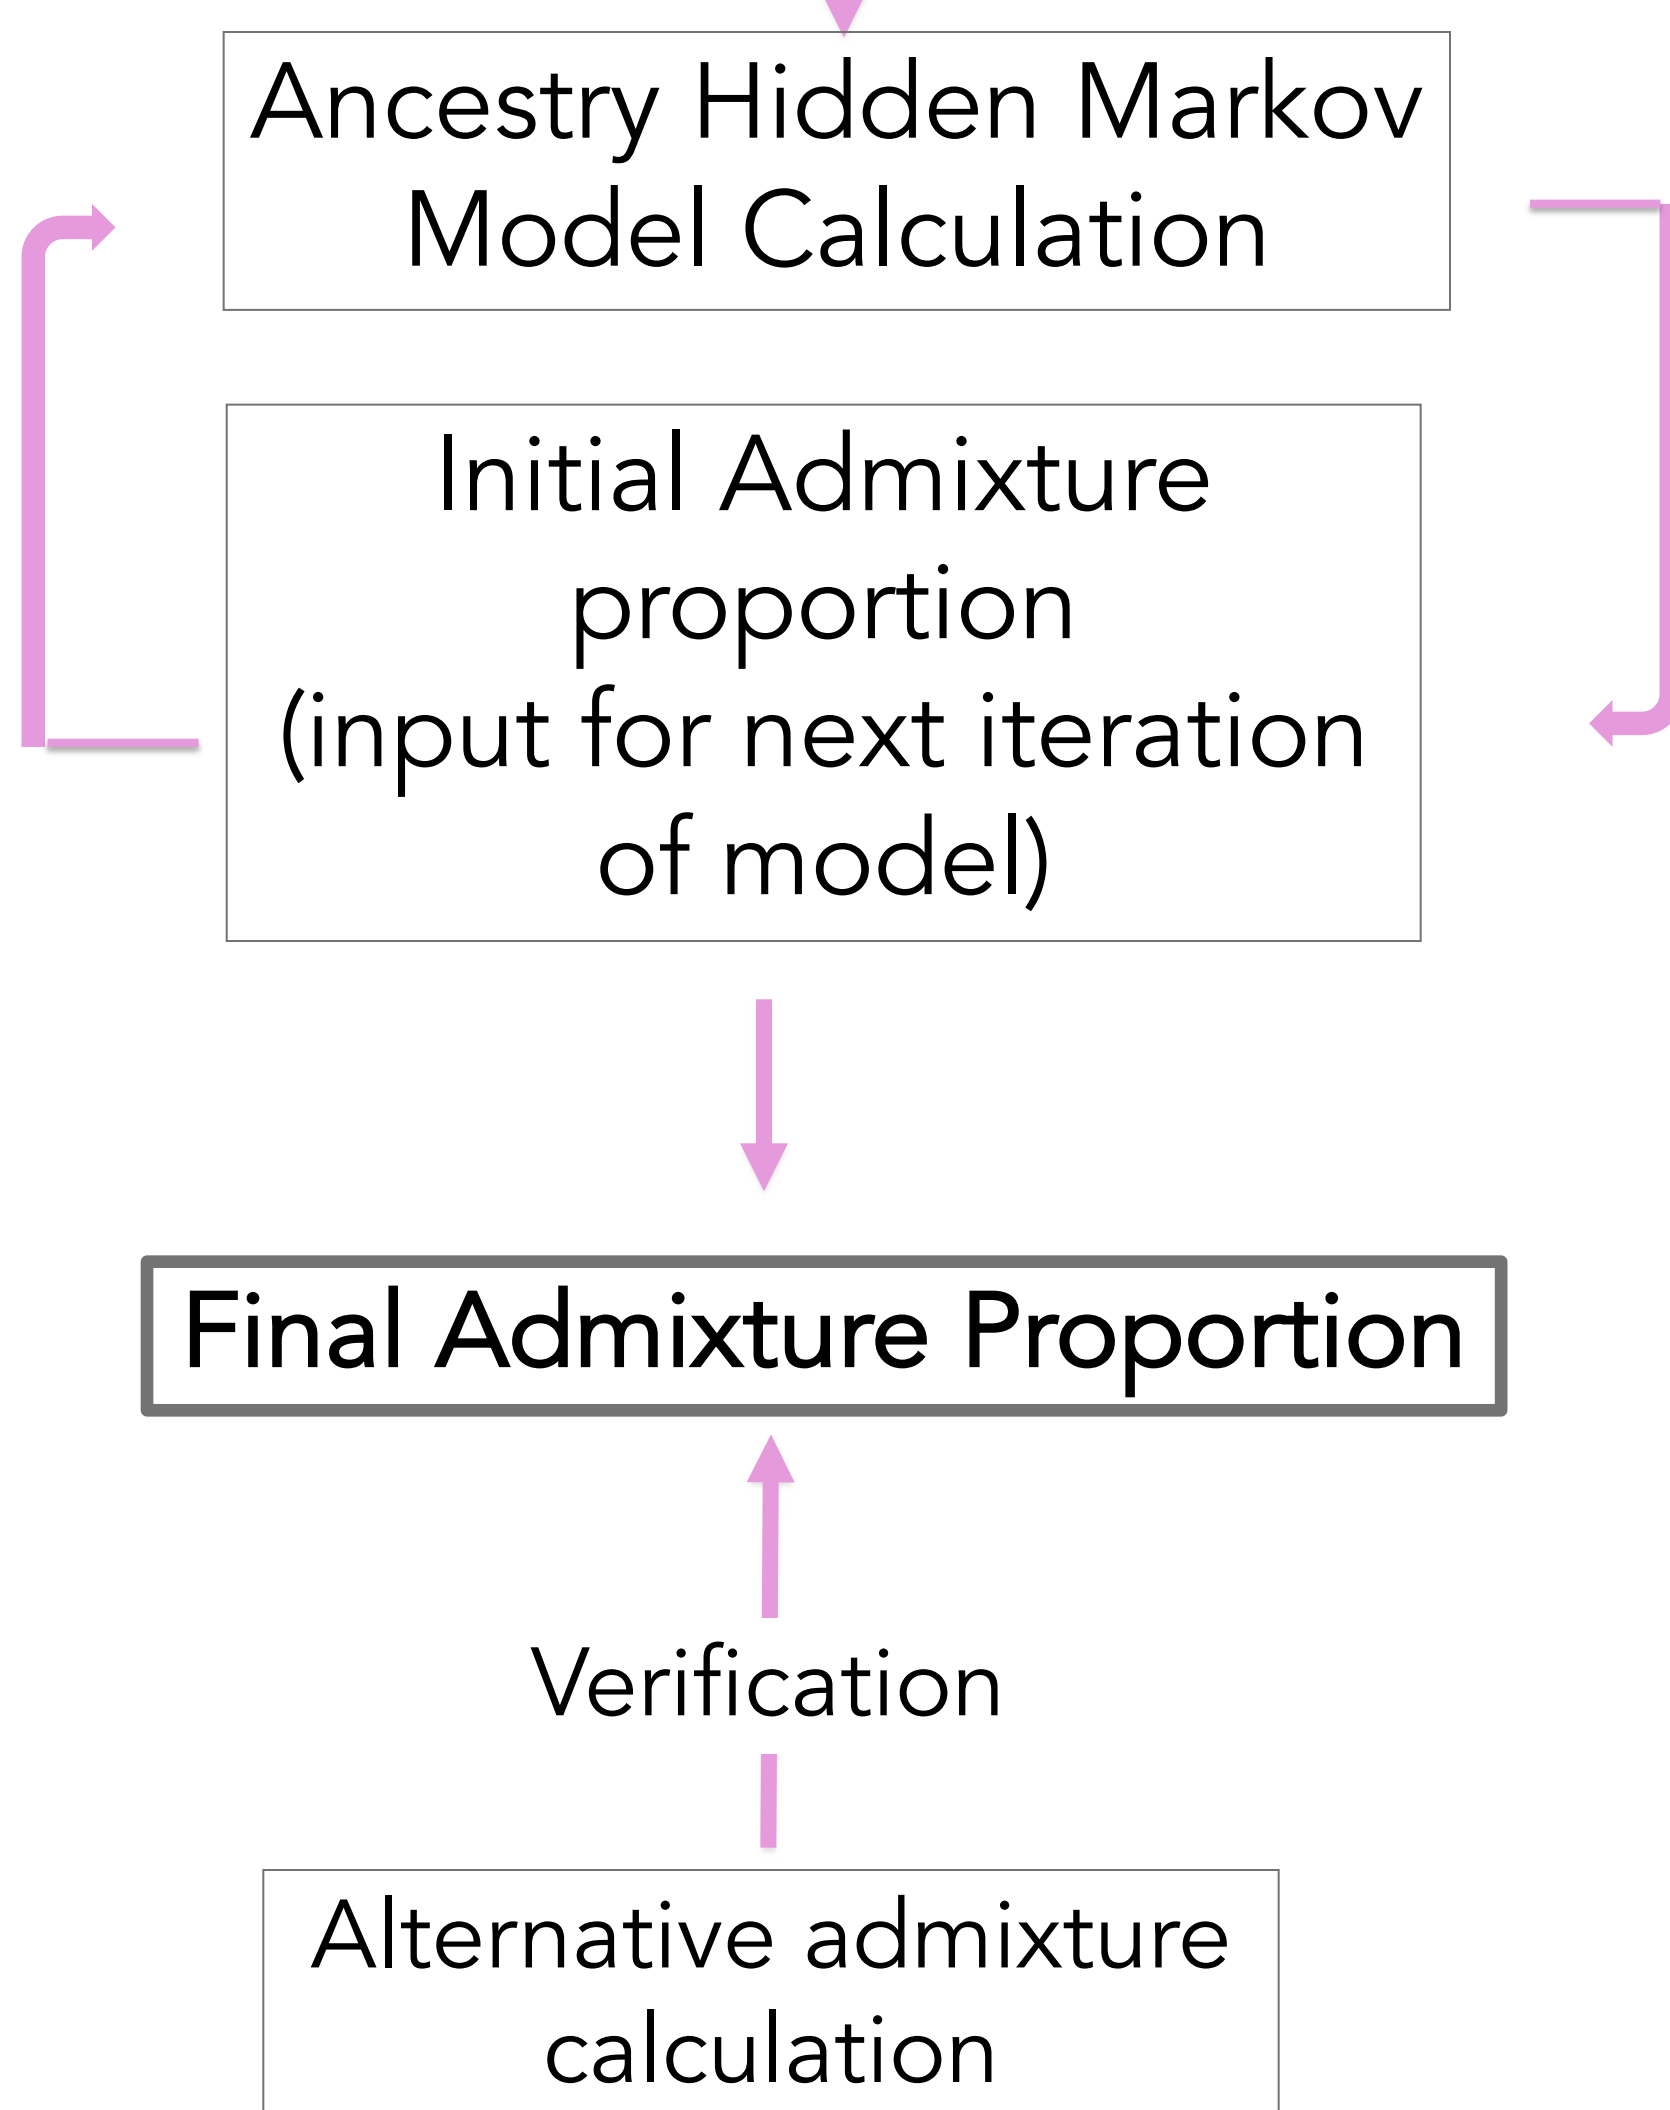 Ancestry Hidden Markov
Model Calculation
Initial Admixture
proportion
(input for next iteration
of model)
Final Admixture Proportion
Verification
Alternative admixture
calculation